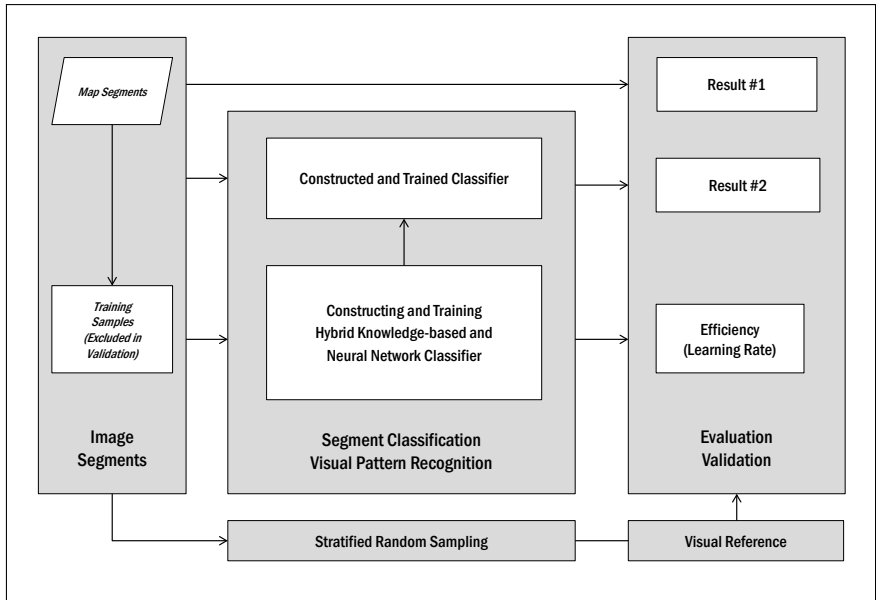 Map Segments
Training
Samples
(Excluded in
Validation)
Image
Segments
Constructed and Trained Classifier
Constructing and Training
Hybrid Knowledge-based and
Neural Network Classifier
Segment Classification
Visual Pattern Recognition
Result #1
Result #2
Efficiency
(Learning Rate)
Evaluation
Validation
Stratified Random Sampling
Visual Reference